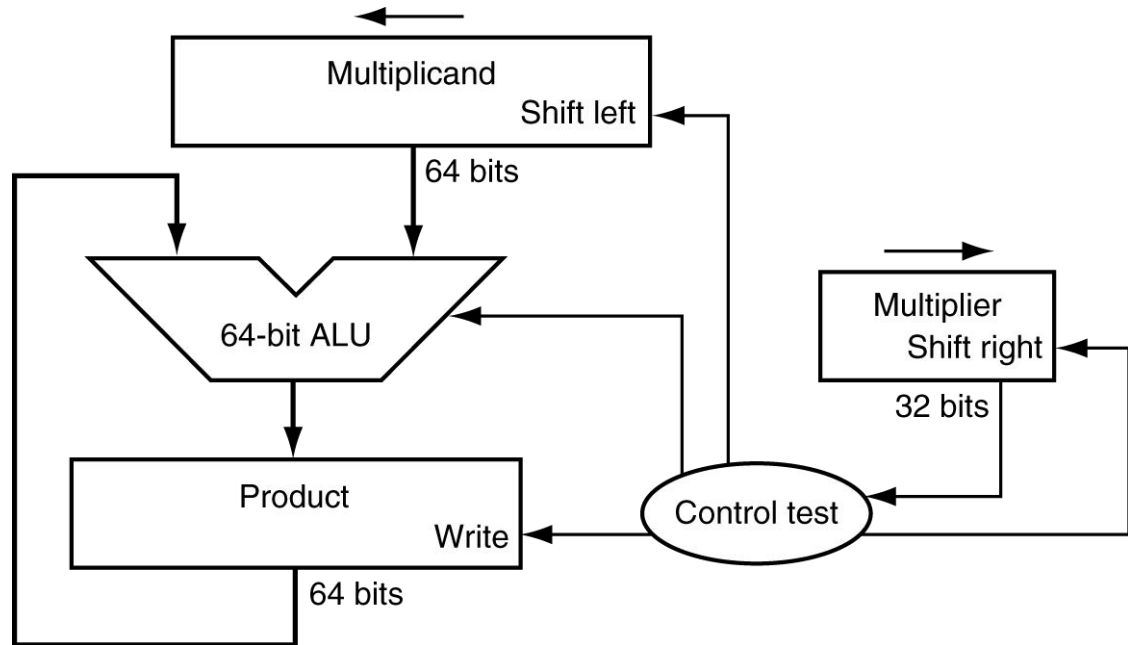 Multiplicand
Shift left
64 bits
64-bit ALU
Multiplier
Shift right
32 bits
Product
Write
Control test
64 bits